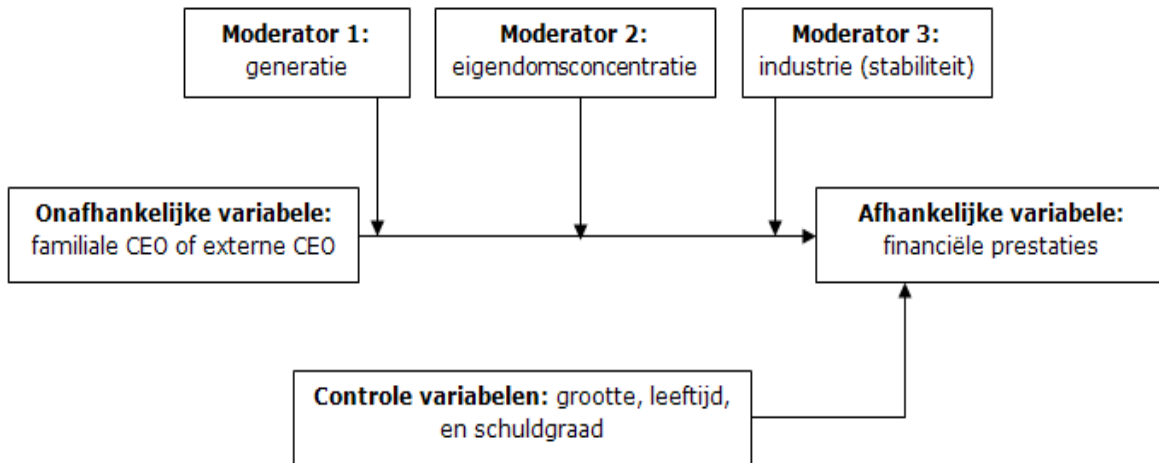 Moderator 1:
generatie
Moderator 2:
eigendomsconcentratie
Moderator 3:
industrie (stabiliteit)
Onafhankelijke variabele:
familiale CEO of externe CEO
Afhankelijke variabele:
financiële prestaties
Controle variabelen: grootte, leeftijd,
en schuldgraad